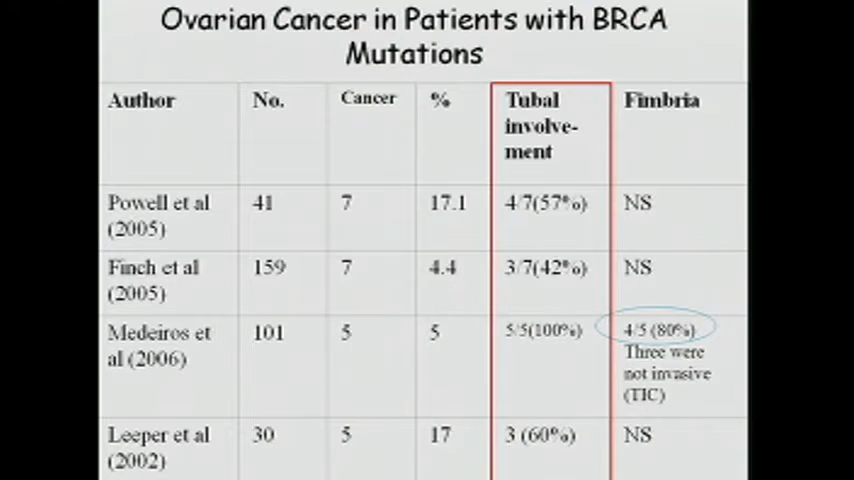 Ovarian Cancer in Patients with BRCA
Mutations
Author No. Cancer % Tubal involve-ment Fimbria
Powell et al (2005) 41 7 17.1 4/7(57%) NS
Finch et al (2005) 159 7 4.4 3/7(42%) NS
Medeiros et al (2006) 101 5 5 5/5(100%) 4/5 (80%) Three were not invasive (TIC)
Leeper et al (2002) 30 5 17 3 (60%) NS